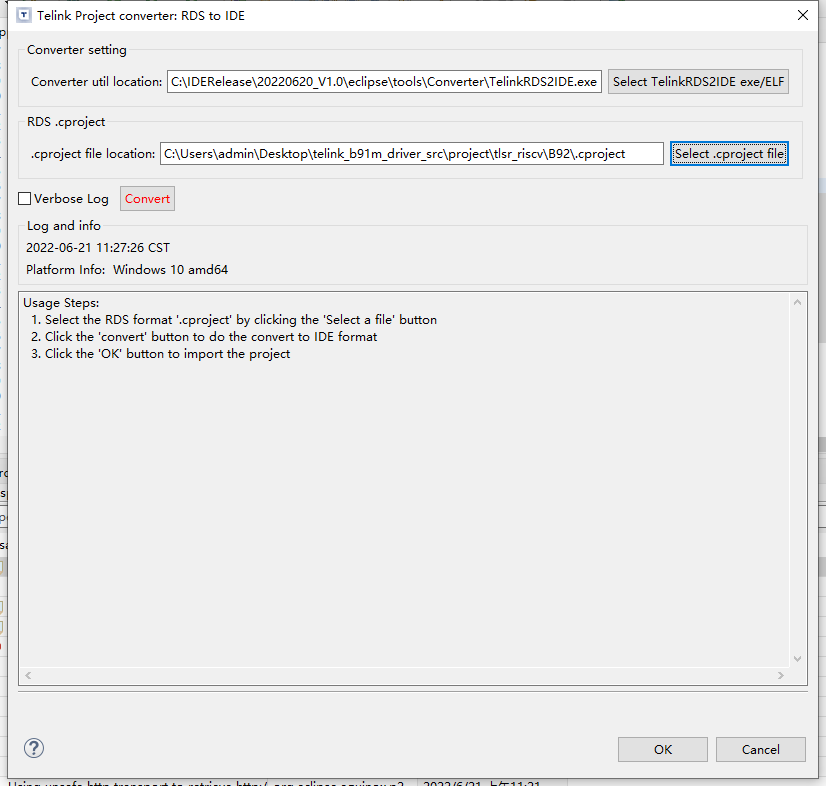 Telink Project converter: RDS to IDE
Converter setting
Converter util location: C:\IDERelease\20220620_V1.0\eclipse\tools\Converter\TelinkRDS2IDE.exe Select TelinkRDS2IDE exe/ELF
RDS .cproject
.cproject file location: C:\Users\admin\Desktop\telink_b91m_driver_src\project\tlsr_riscv\B92\.cproject Select .cproject file
Verbose Log Convert
Log and info
2022-06-21 11:27:26 CST
Platform Info: Windows 10 amd64
Usage Steps:
1. Select the RDS format '.cproject' by clicking the 'Select a file' button
2. Click the 'convert' button to do the convert to IDE format
3. Click the 'OK' button to import the project
? OK Cancel